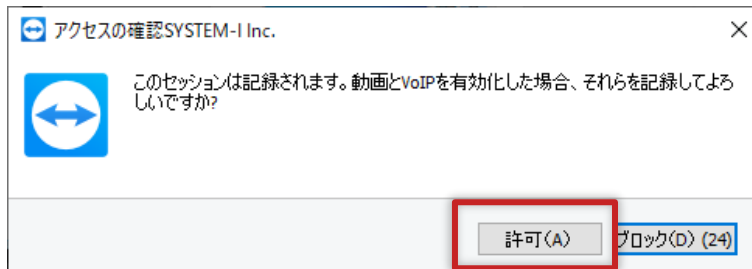 アクセスの確認SYSTEM-I Inc.
このセッションは記録されます。動画とVoIPを有効化した場合、それらを記録してよろ
しいですか?
許可(A)
ブロック(D) (24)